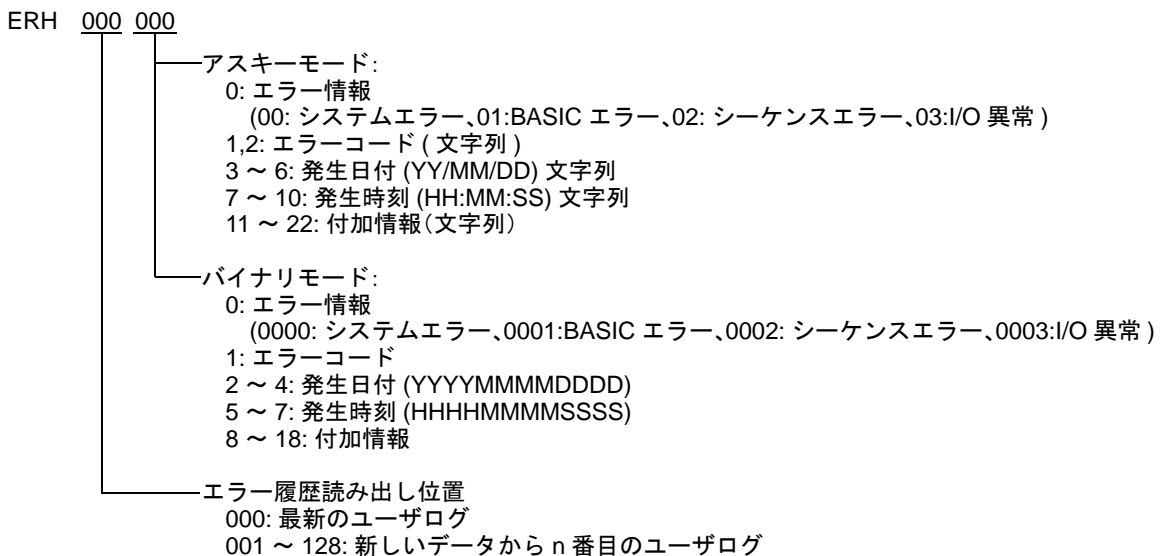 ERH 000 000
アスキーモード:
0: エラー情報
(00: システムエラー、01:BASIC エラー、02: シーケンスエラー、03:I/O 異常 )
1,2: エラーコード ( 文字列 )
3 ～ 6: 発生日付 (YY/MM/DD) 文字列
7 ～ 10: 発生時刻 (HH:MM:SS) 文字列
11 ～ 22: 付加情報（文字列）
バイナリモード:
0: エラー情報
(0000: システムエラー、0001:BASIC エラー、0002: シーケンスエラー、0003:I/O 異常 )
1: エラーコード
2 ～ 4: 発生日付 (YYYYMMMMDDDD)
5 ～ 7: 発生時刻 (HHHHMMMMSSSS)
8 ～ 18: 付加情報
エラー履歴読み出し位置
000: 最新のユーザログ
001 ～ 128: 新しいデータから n 番目のユーザログ